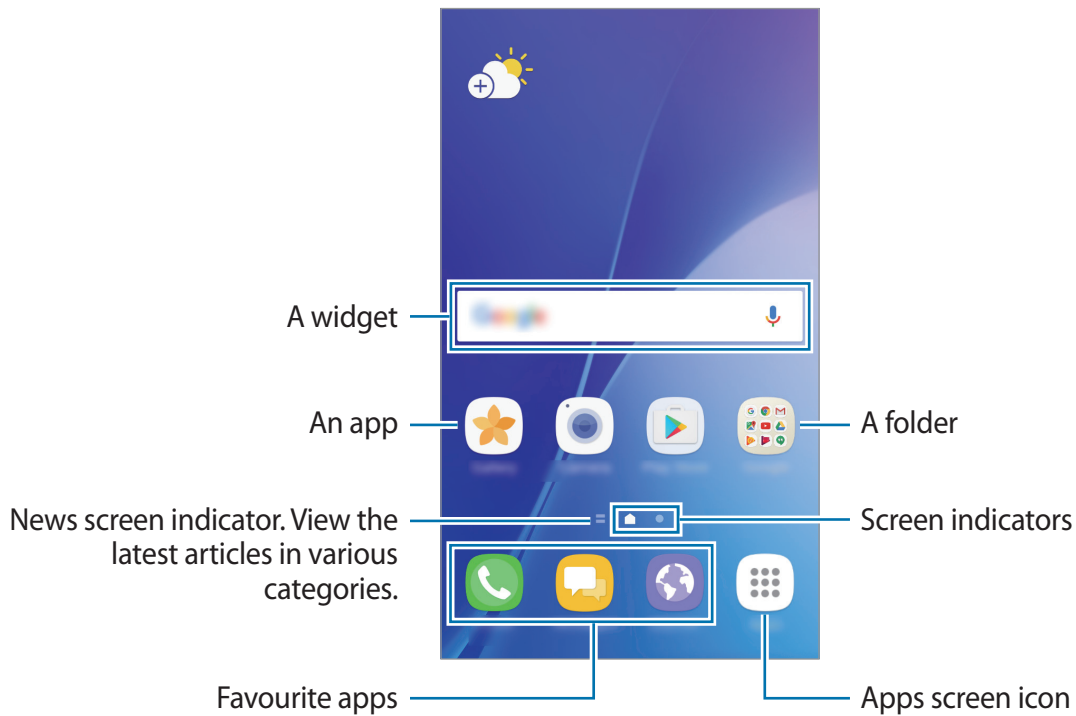 A widget
An app
A folder
News screen indicator. View the
latest articles in various
categories.
Screen indicators
Favourite apps
Apps screen icon